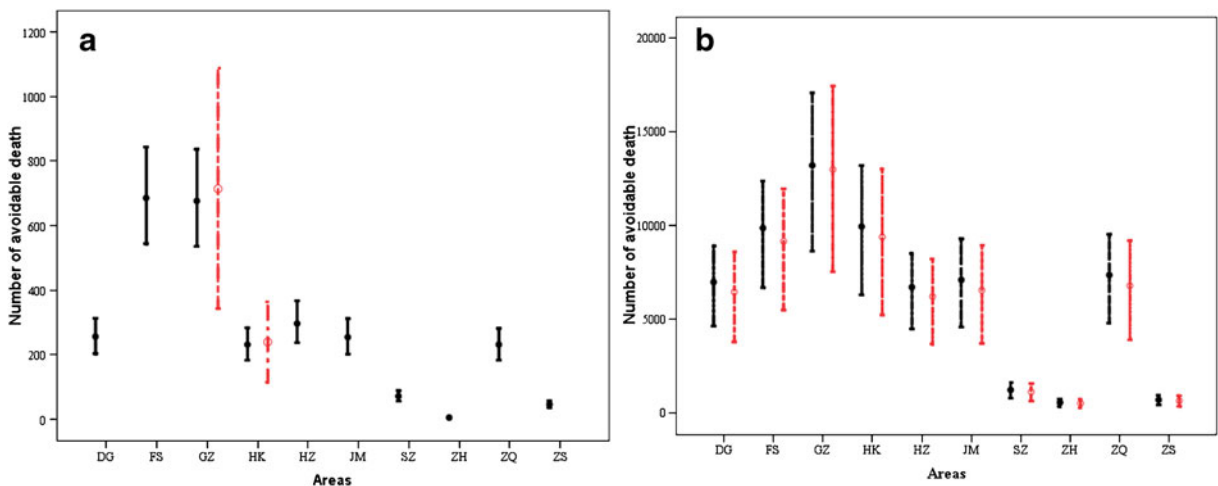 a
Number of avoidable death
1200
1000
800
600
400
200
0
DG FS GZ HK HZ JM SZ ZH ZQ ZS
Areas
b
Number of avoidable death
20000
15000
10000
5000
0
DG FS GZ HK HZ JM SZ ZH ZQ ZS
Areas